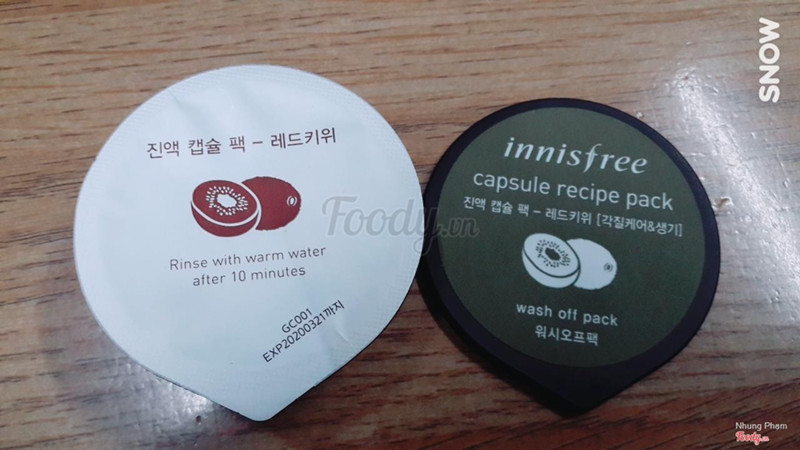 진액 캡슐 팩 - 레드키위
Rinse with warm water
after 10 minutes
GC001
EXP20200321까지
innisfree
capsule recipe pack
진액 캡슐 팩 - 레드키위 [각질케어&생기]
wash off pack
워시오프팩
SNOW
Foody.vn
Nhung Phạm
Foody.vn